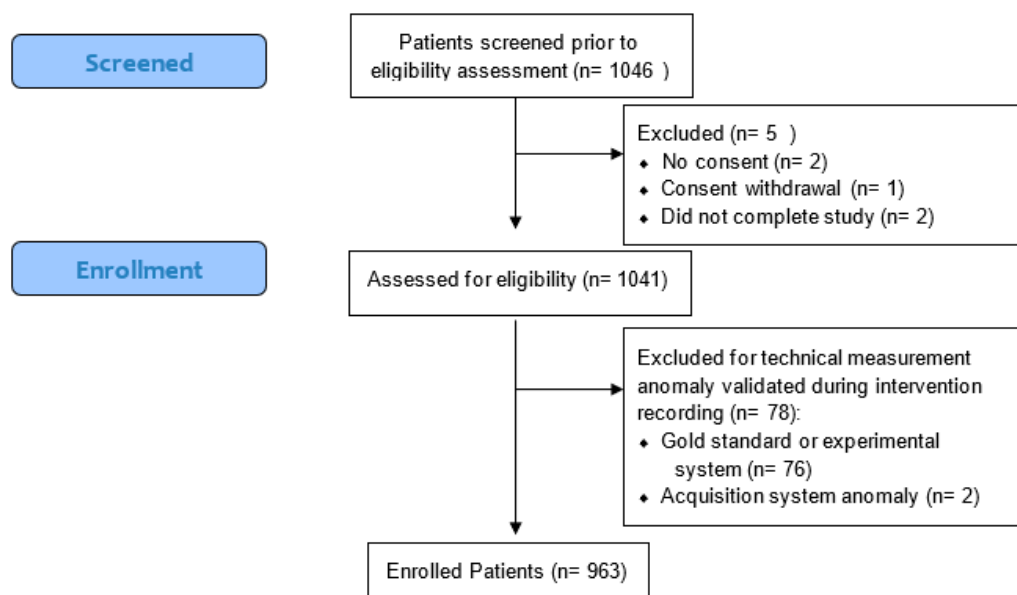 Screened
Patients screened prior to
eligibility assessment (n= 1046 )
Excluded (n= 5 )
⬥ No consent (n= 2)
⬥ Consent withdrawal (n= 1)
⬥ Did not complete study (n= 2)
Enrollment
Assessed for eligibility (n= 1041)
Excluded for technical measurement
anomaly validated during intervention
recording (n= 78):
⬥ Gold standard or experimental
system (n= 76)
⬥ Acquisition system anomaly (n= 2)
Enrolled Patients (n= 963)